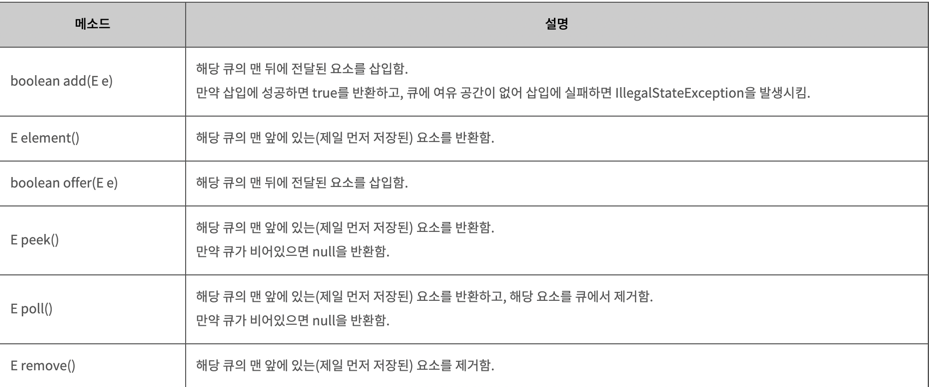 메소드 설명
boolean add(E e) 해당 큐의 맨 뒤에 전달된 요소를 삽입함.
만약 삽입에 성공하면 true를 반환하고, 큐에 여유 공간이 없어 삽입에 실패하면 IllegalStateException을 발생시킴.
E element() 해당 큐의 맨 앞에 있는(제일 먼저 저장된) 요소를 반환함.
boolean offer(E e) 해당 큐의 맨 뒤에 전달된 요소를 삽입함.
E peek() 해당 큐의 맨 앞에 있는(제일 먼저 저장된) 요소를 반환함.
만약 큐가 비어있으면 null을 반환함.
E poll() 해당 큐의 맨 앞에 있는(제일 먼저 저장된) 요소를 반환하고, 해당 요소를 큐에서 제거함.
만약 큐가 비어있으면 null을 반환함.
E remove() 해당 큐의 맨 앞에 있는(제일 먼저 저장된) 요소를 제거함.